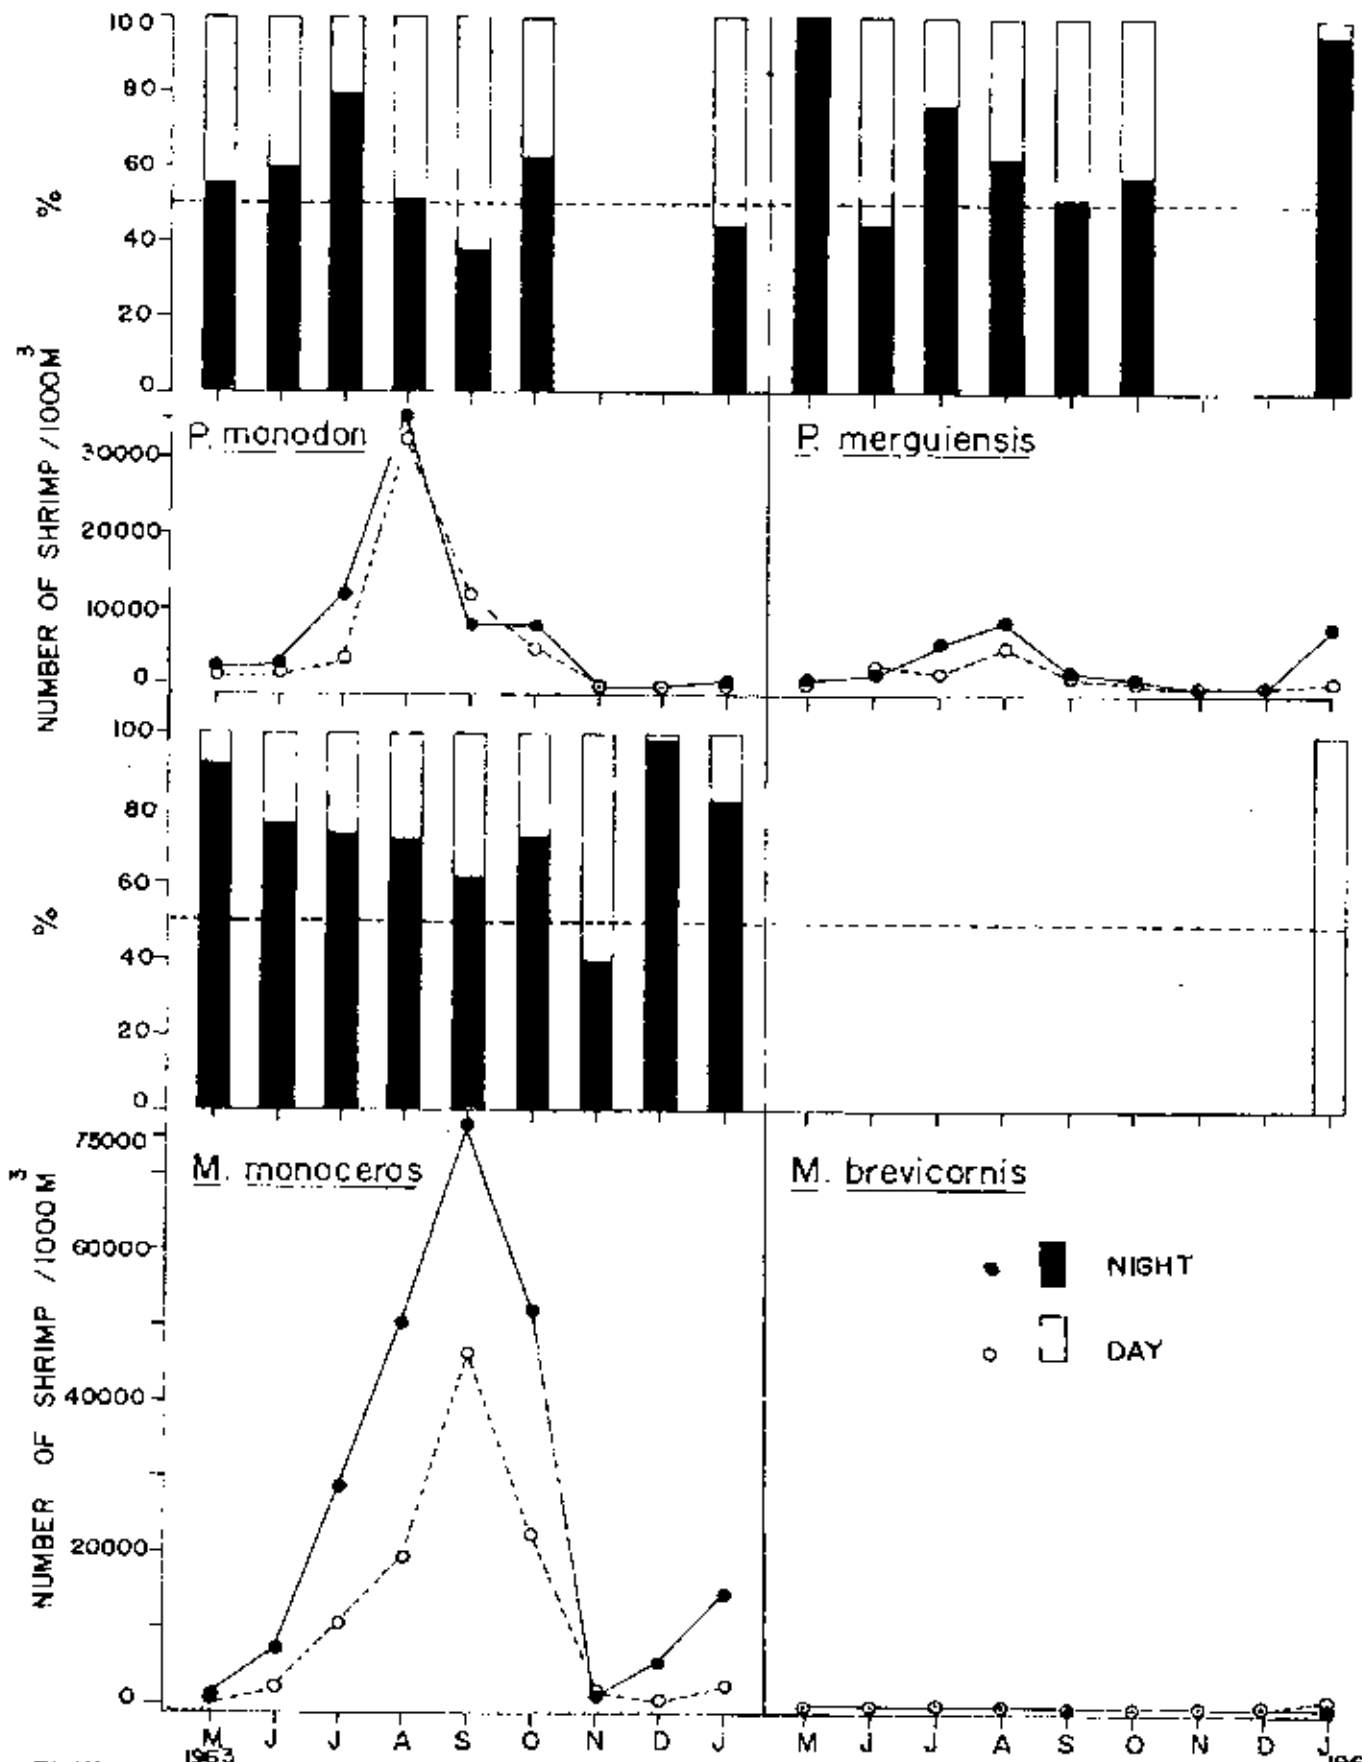 100
80
60
40
20
0
%
P. monodon
P. merguiensis
30000
20000
10000
0
NUMBER OF SHRIMP /1000M³
100
80
60
40
20
0
%
M. monoceros
M. brevicornis
75000
60000
40000
20000
0
NUMBER OF SHRIMP /1000M³
NIGHT
DAY
M J J A S O N D J M J J A S O N D J
1963